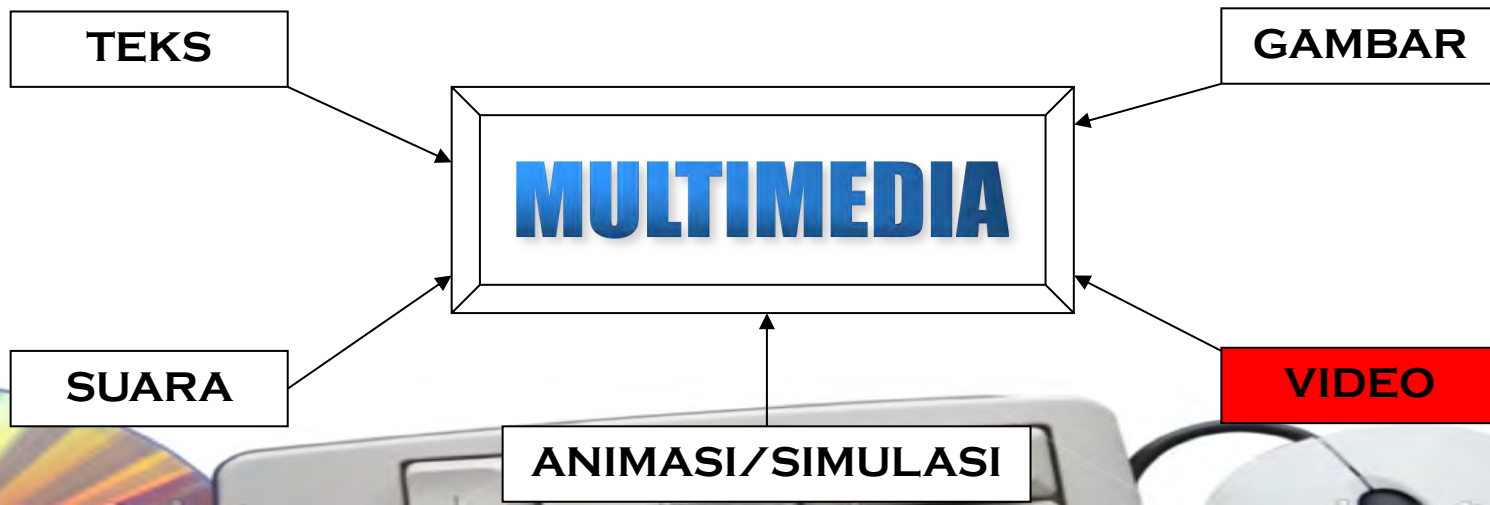 TEKS
GAMBAR
MULTIMEDIA
SUARA
VIDEO
ANIMASI/SIMULASI